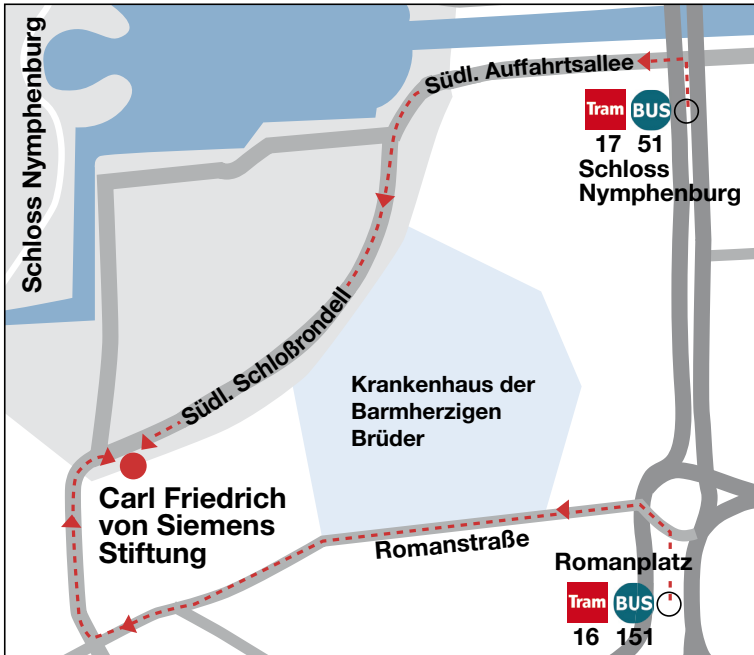 Schloss Nymphenburg
Südl. Auffahrtsallee
Tram BUS
17 51
Schloss
Nymphenburg
Südl. Schloßrondell
Krankenhaus der
Barmherzigen
Brüder
Carl Friedrich
von Siemens
Stiftung
Romanstraße
Romanplatz
Tram BUS
16 151